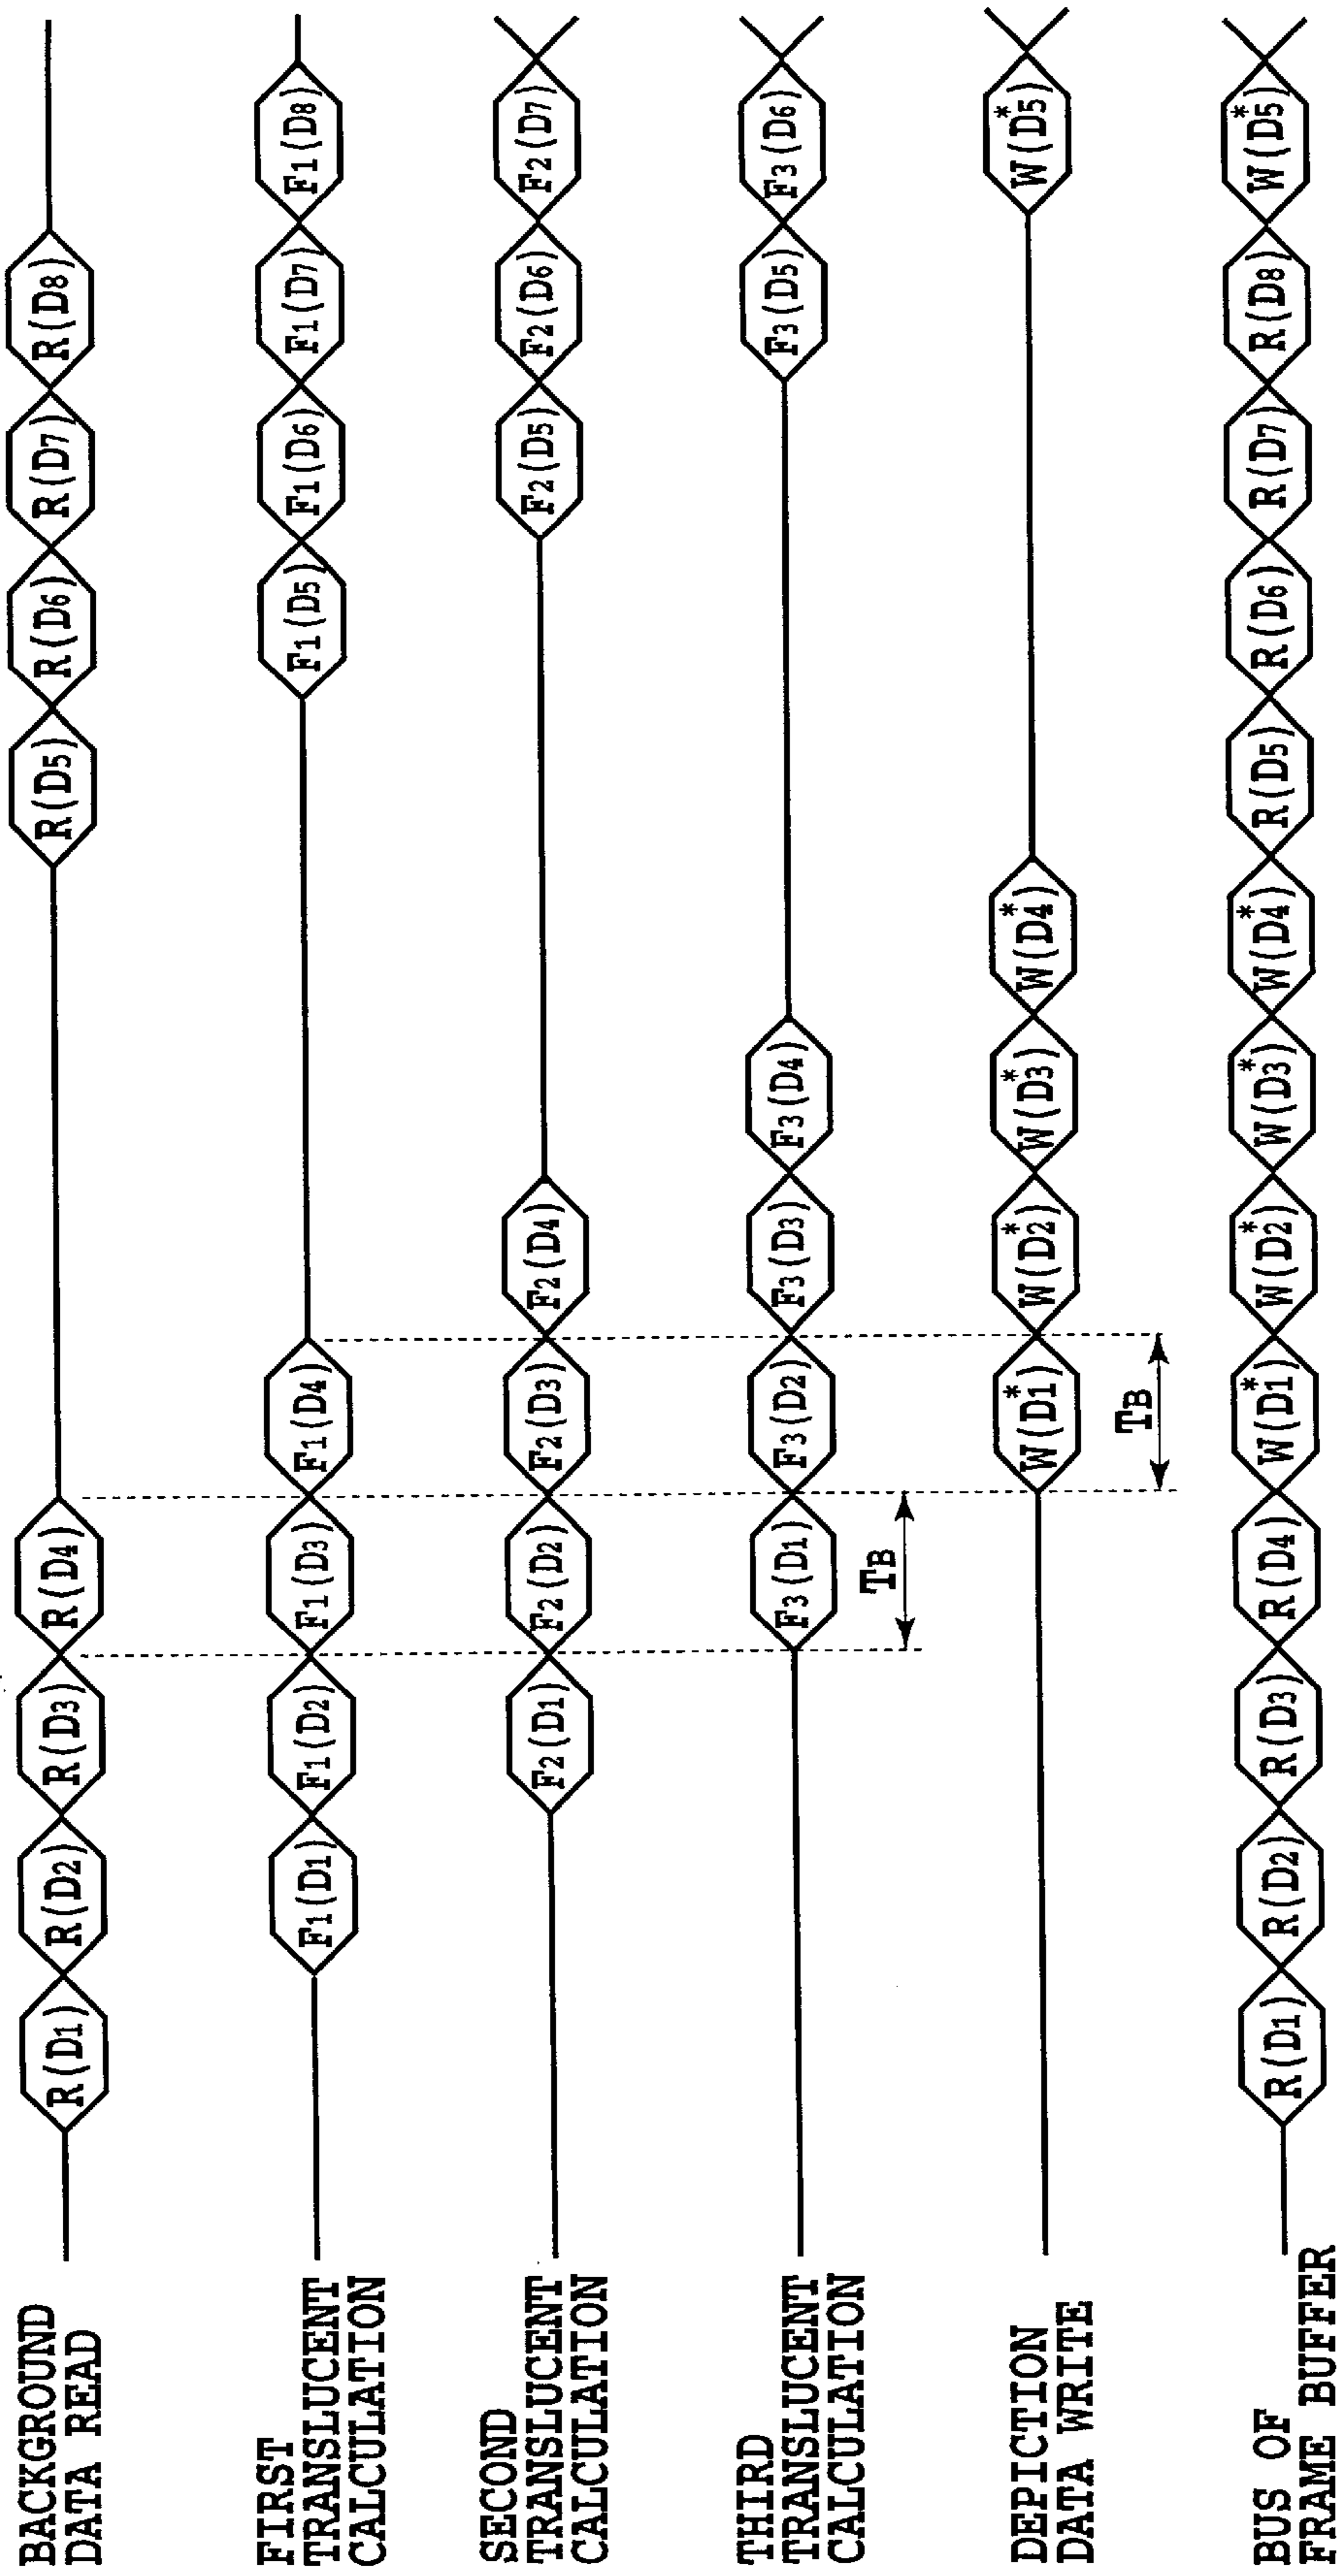 BACKGROUND
DATA READ
R(D1) R(D2) R(D3) R(D4) R(D5) R(D6) R(D7) R(D8)
FIRST
TRANSLUCENT
CALCULATION
F1(D1) F1(D2) F1(D3) F1(D4) F1(D5) F1(D6) F1(D7) F1(D8)
SECOND
TRANSLUCENT
CALCULATION
F2(D1) F2(D2) F2(D3) F2(D4) F2(D5) F2(D6) F2(D7)
THIRD
TRANSLUCENT
CALCULATION
F3(D1) F3(D2) F3(D3) F3(D4) F3(D5) F3(D6)
TB
DEPICTION
DATA WRITE
W(D1*) W(D2*) W(D3*) W(D4*) W(D5*)
TB
BUS OF
FRAME BUFFER
R(D1) R(D2) R(D3) R(D4) W(D1*) W(D2*) W(D3*) W(D4*) R(D5) R(D6) R(D7) R(D8) W(D5*)